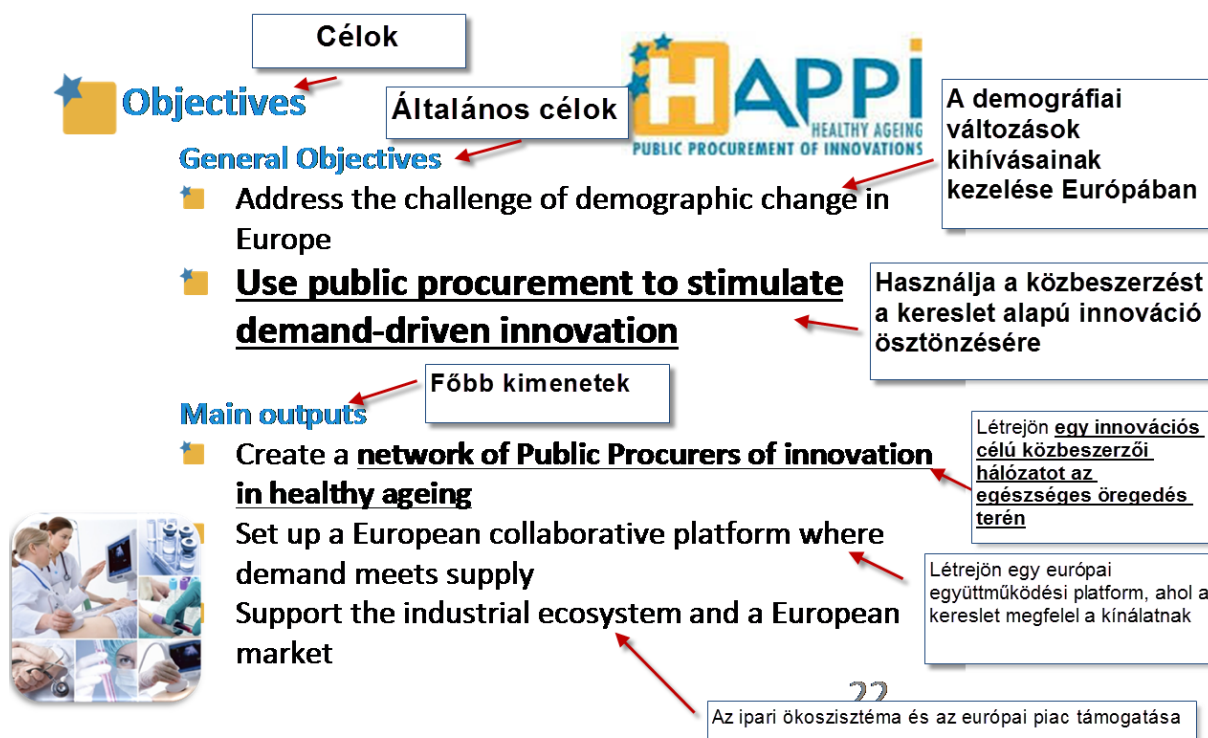 Célok
Objectives
Általános célok
HAPPI
HEALTHY AGEING
PUBLIC PROCUREMENT OF INNOVATIONS
A demográfiai
változások
kihívásainak
kezelése Európában
General Objectives
Address the challenge of demographic change in
Europe
Use public procurement to stimulate
demand-driven innovation
Használja a közbeszerzést
a kereslet alapú innováció
ösztönzésére
Főbb kimenetek
Main outputs
Create a network of Public Procurers of innovation
in healthy ageing
Létrejön egy innovációs
célú közbeszerzői
hálózatot az
egészséges öregedés
terén
Set up a European collaborative platform where
demand meets supply
Létrejön egy európai
együttműködési platform, ahol a
kereslet megfelel a kínálatnak
Support the industrial ecosystem and a European
market
22
Az ipari ökoszisztéma és az európai piac támogatása